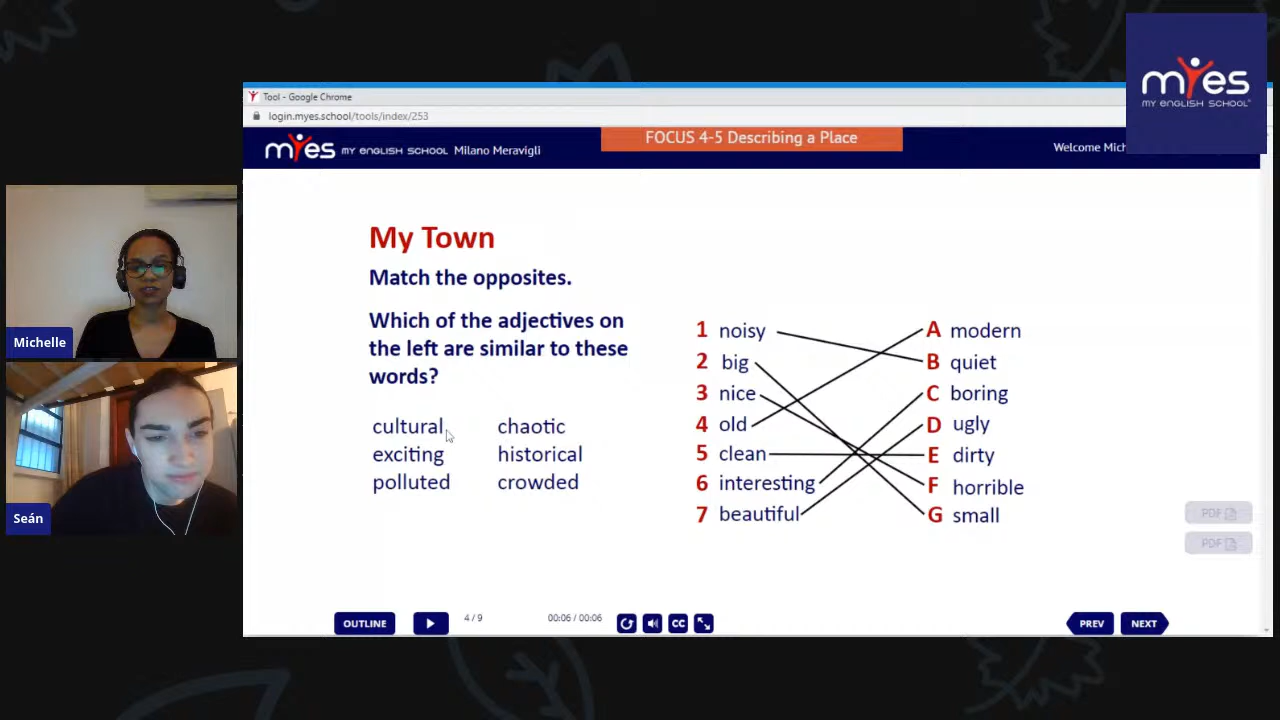 myes
MY ENGLISH SCHOOL
Tool - Google Chrome
login.myes.school/tools/index/253
myes MY ENGLISH SCHOOL Milano Meravigli
FOCUS 4-5 Describing a Place
Welcome Mich
My Town
Match the opposites.
Which of the adjectives on
the left are similar to these
words?
cultural chaotic
exciting historical
polluted crowded
1 noisy A modern
2 big B quiet
3 nice C boring
4 old D ugly
5 clean E dirty
6 interesting F horrible
7 beautiful G small
Michelle
Seán
PDF
PDF
OUTLINE 4 / 9 00:06 / 00:06 CC PREV NEXT